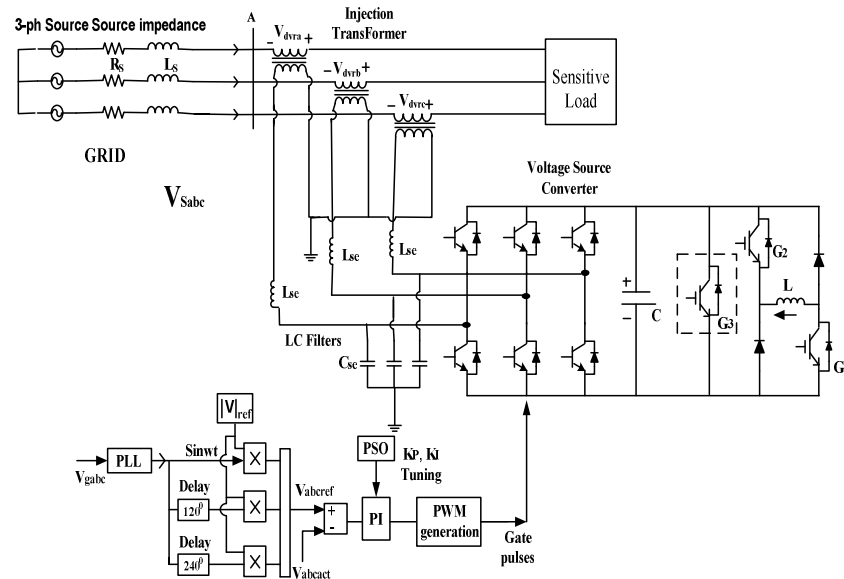 3-ph Source Source impedance
A
Injection
TransFormer
- Vdvra +
RS
LS
- Vdvrb +
- Vdvrc +
Sensitive
Load
GRID
VSabc
Voltage Source
Converter
Lse
Lse
Lse
+
-
C
G2
G3
L
G
LC Filters
Cse
|V|ref
Sinwt
PLL
Vgabc
X
Delay
120⁰
X
Delay
240⁰
X
Vabcref
Vabcact
+
-
PSO
KP, KI
Tuning
PI
PWM
generation
Gate
pulses